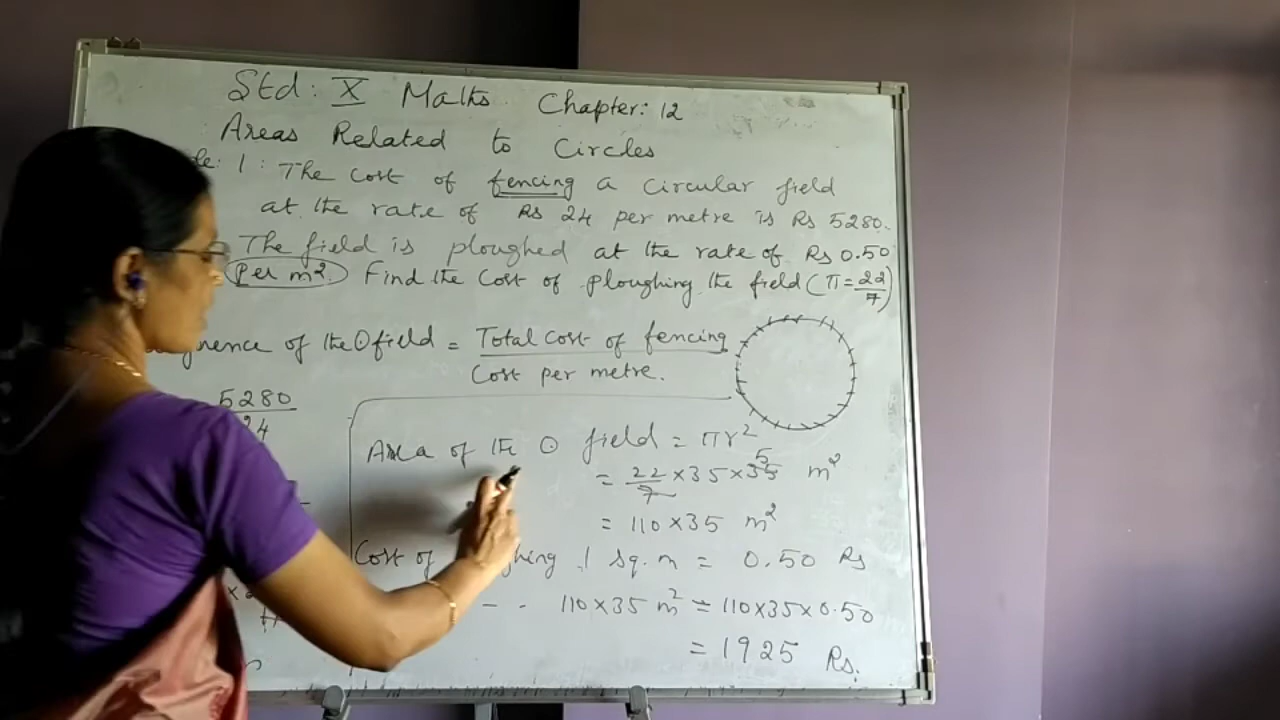 Std: X Maths Chapter: 12
Areas Related to Circles
1: The cost of fencing a circular field
at the rate of Rs 24 per metre is Rs 5280.
The field is ploughed at the rate of Rs 0.50
Per m² Find the cost of ploughing the field (π = 22/7)
of the ⊙ field = Total cost of fencing
Cost per metre.
5280
24
Area of the ⊙ field = πr²
= 22/7 × 35 × 35 5 m²
= 110 × 35 m²
Cost of 1 sq. m = 0.50 Rs
- - 110 × 35 m² = 110 × 35 × 0.50
= 1925 Rs.